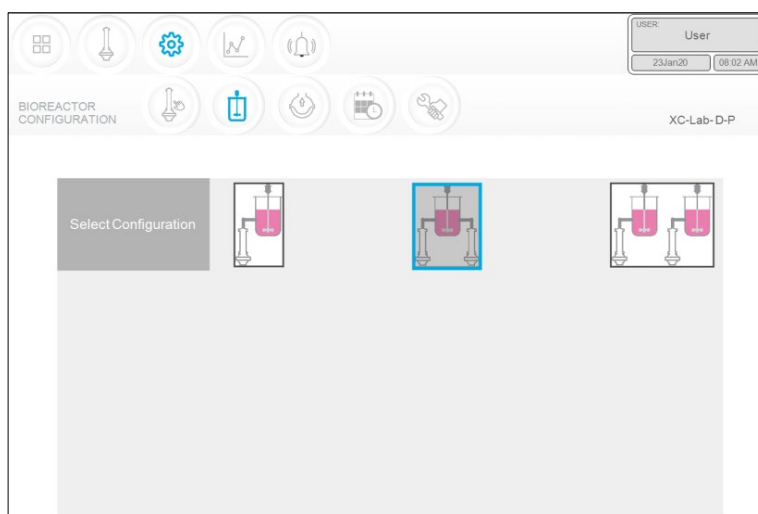 USER:
User
23Jan20
08:02 AM
BIOREACTOR
CONFIGURATION
XC-Lab-D-P
Select Configuration